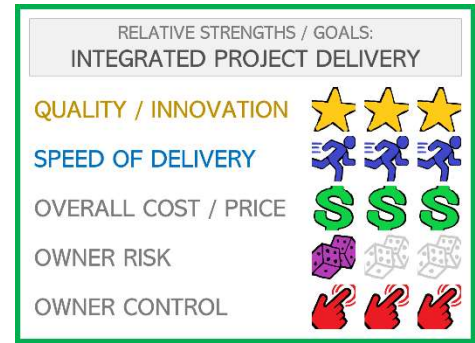 RELATIVE STRENGTHS / GOALS:
INTEGRATED PROJECT DELIVERY
QUALITY / INNOVATION
SPEED OF DELIVERY
OVERALL COST / PRICE
OWNER RISK
OWNER CONTROL